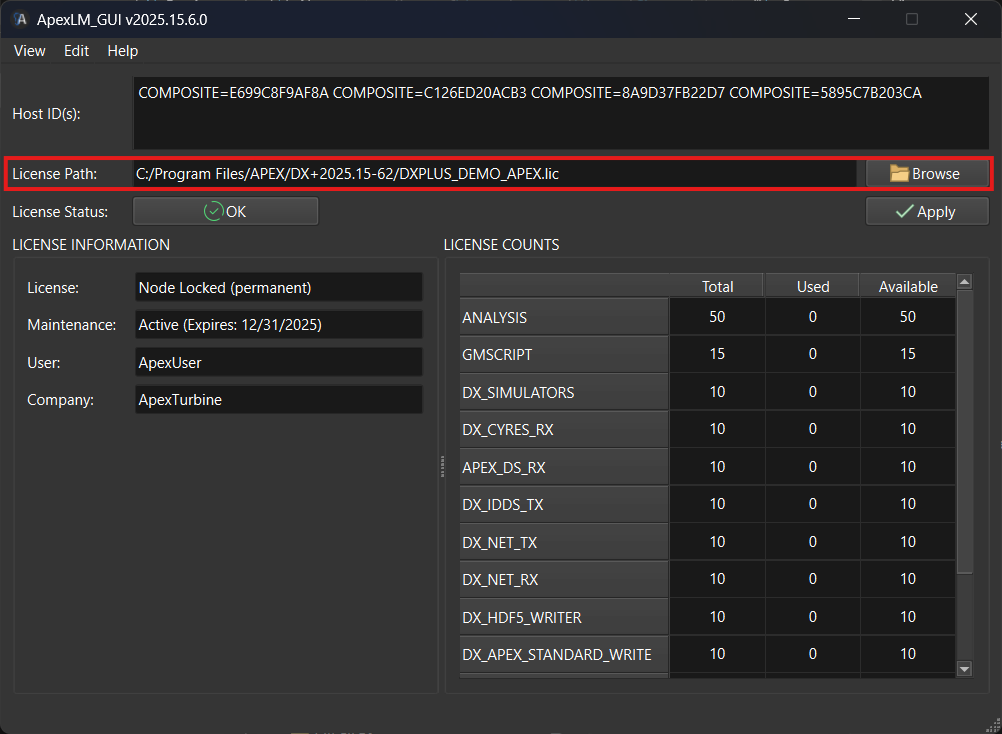 ApexLM_GUI v2025.15.6.0
View Edit Help
Host ID(s):
COMPOSITE=E699C8F9AF8A COMPOSITE=C126ED20ACB3 COMPOSITE=8A9D37FB22D7 COMPOSITE=5895C7B203CA
License Path: C:/Program Files/APEX/DX+2025.15-62/DXPLUS_DEMO_APEX.lic Browse
License Status: OK Apply
LICENSE INFORMATION
License: Node Locked (permanent)
Maintenance: Active (Expires: 12/31/2025)
User: ApexUser
Company: ApexTurbine
LICENSE COUNTS
Total Used Available
ANALYSIS 50 0 50
GMSCRIPT 15 0 15
DX_SIMULATORS 10 0 10
DX_CYRES_RX 10 0 10
APEX_DS_RX 10 0 10
DX_IDDS_TX 10 0 10
DX_NET_TX 10 0 10
DX_NET_RX 10 0 10
DX_HDF5_WRITER 10 0 10
DX_APEX_STANDARD_WRITE 10 0 10